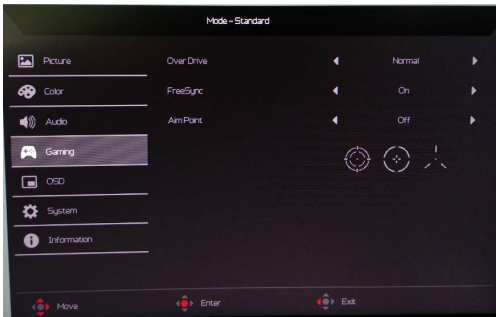 Mode - Standard
Picture
Over Drive Normal
Color
FreeSync On
Audio
Aim Point Off
Gaming
OSD
System
Information
Move Enter Exit